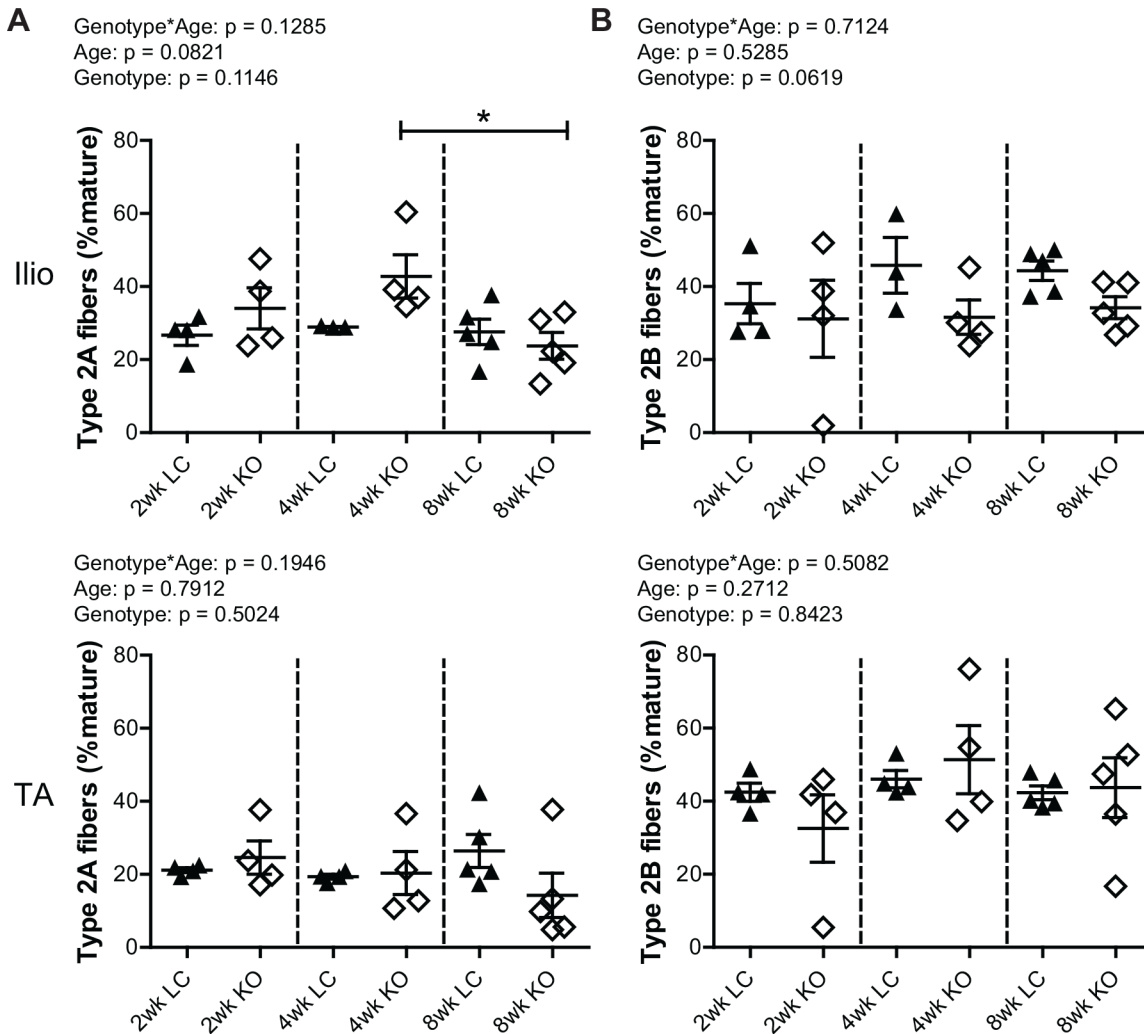 A
Genotype*Age: p = 0.1285
Age: p = 0.0821
Genotype: p = 0.1146
B
Genotype*Age: p = 0.7124
Age: p = 0.5285
Genotype: p = 0.0619
Ilio
Type 2A fibers (%mature)
80
60
40
20
0
*
2wk LC
2wk KO
4wk LC
4wk KO
8wk LC
8wk KO
Type 2B fibers (%mature)
80
60
40
20
0
2wk LC
2wk KO
4wk LC
4wk KO
8wk LC
8wk KO
Genotype*Age: p = 0.1946
Age: p = 0.7912
Genotype: p = 0.5024
Genotype*Age: p = 0.5082
Age: p = 0.2712
Genotype: p = 0.8423
TA
Type 2A fibers (%mature)
80
60
40
20
0
2wk LC
2wk KO
4wk LC
4wk KO
8wk LC
8wk KO
Type 2B fibers (%mature)
80
60
40
20
0
2wk LC
2wk KO
4wk LC
4wk KO
8wk LC
8wk KO